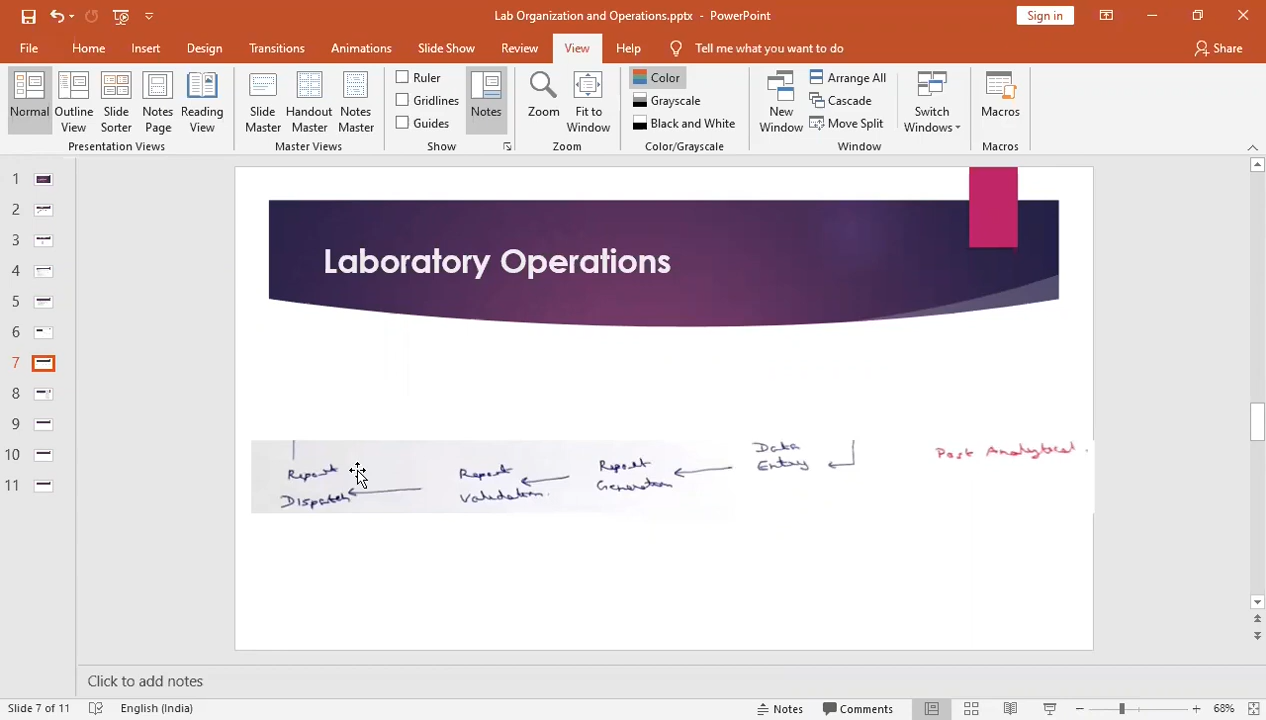 Lab Organization and Operations.pptx - PowerPoint
Sign in
File Home Insert Design Transitions Animations Slide Show Review View Help Tell me what you want to do Share
Normal
Outline View
Slide Sorter
Notes Page
Reading View
Presentation Views
Slide Master
Handout Master
Notes Master
Master Views
Ruler
Gridlines
Guides
Show
Notes
Zoom
Fit to Window
Zoom
Color
Grayscale
Black and White
Color/Grayscale
New Window
Arrange All
Cascade
Move Split
Window
Switch Windows
Macros
Macros
1
2
3
4
5
6
7
8
9
10
11
Laboratory Operations
Report Dispatch
Report Validation.
Report Generation
Data Entry
Post Analytical.
Click to add notes
Slide 7 of 11 English (India) Notes Comments 68%